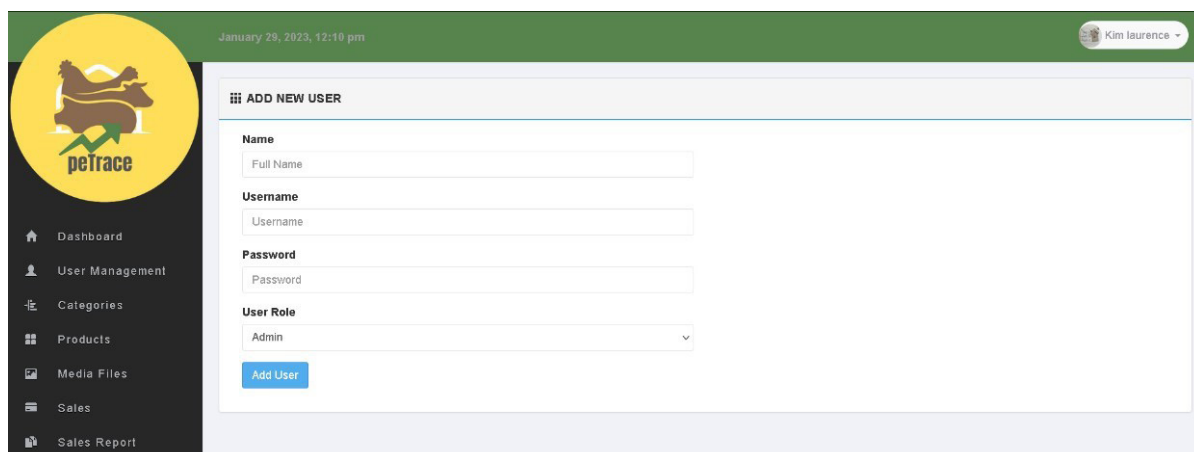 January 29, 2023, 12:10 pm
Kim laurence
peTrace
Dashboard
User Management
Categories
Products
Media Files
Sales
Sales Report
ADD NEW USER
Name
Full Name
Username
Username
Password
Password
User Role
Admin
Add User